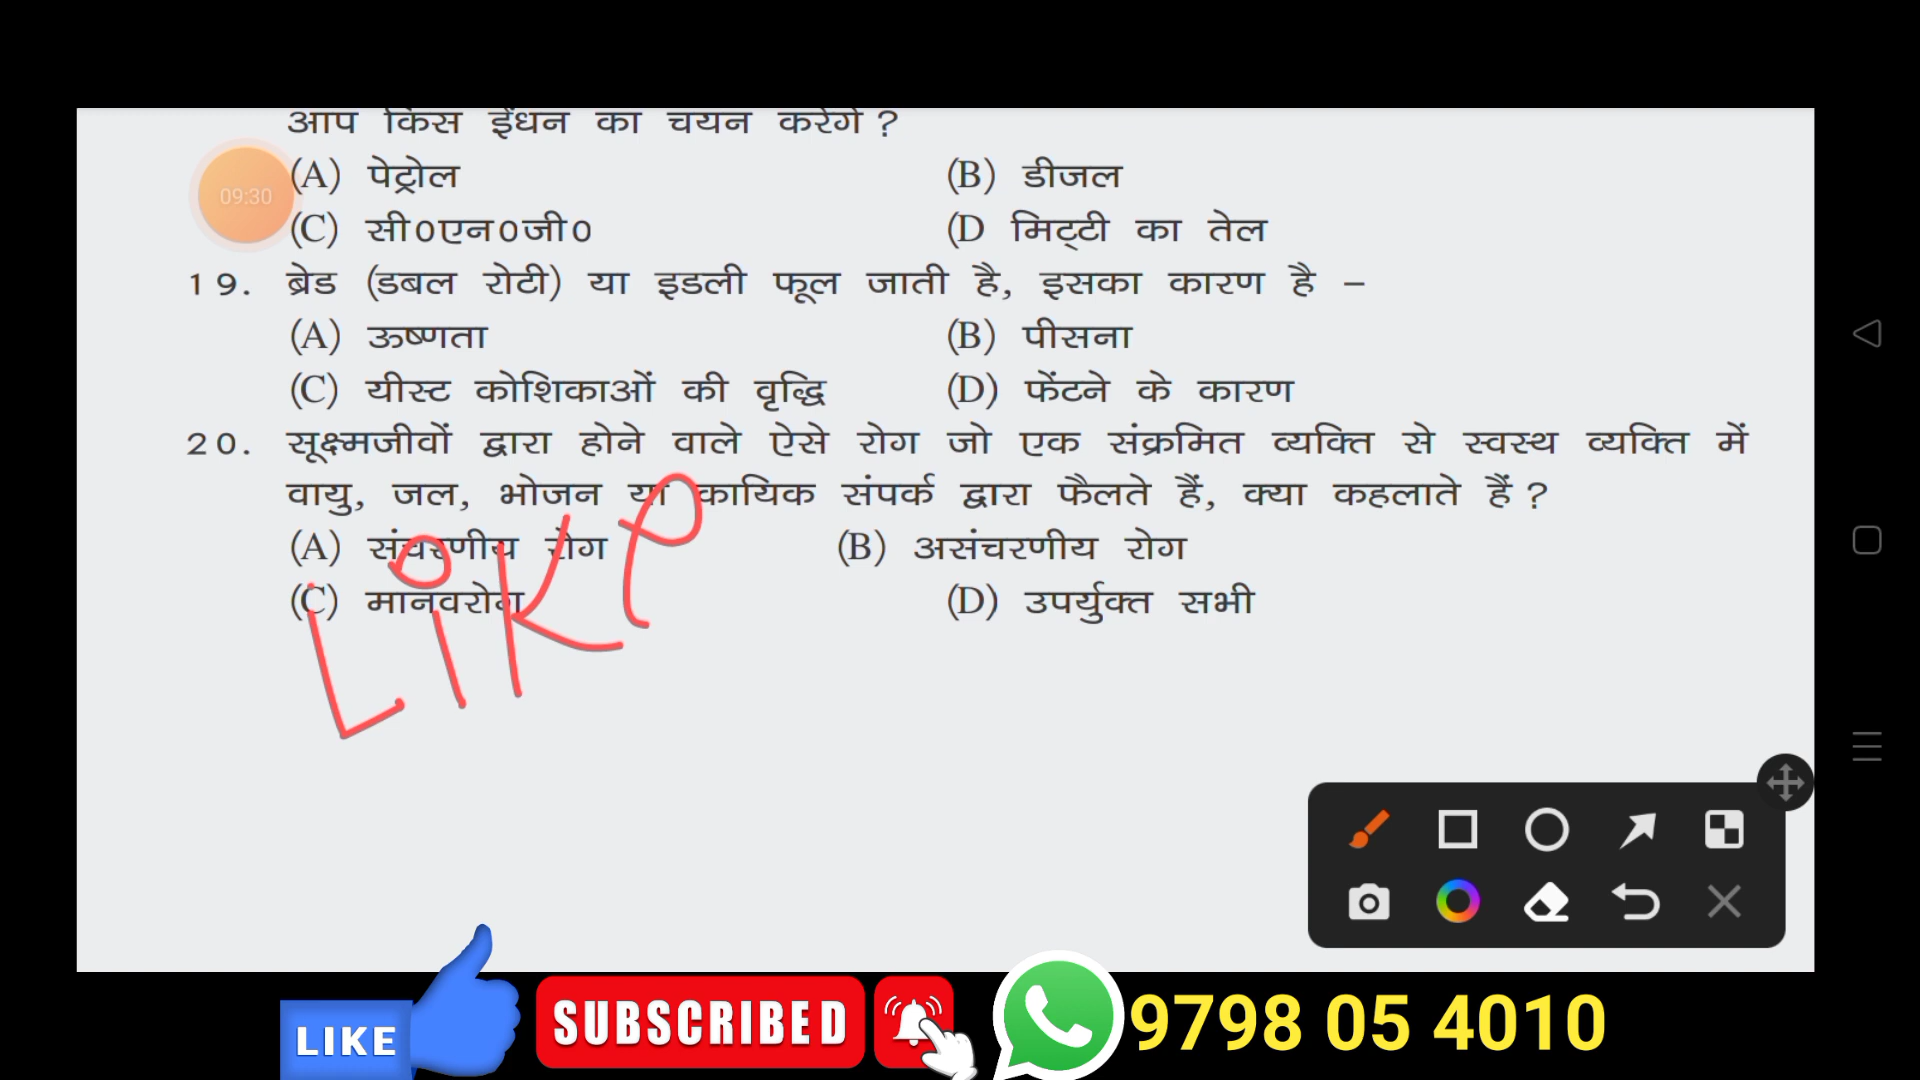 आप किस ईंधन का चयन करेंगे ?
09:30
(A) पेट्रोल (B) डीजल
(C) सी0एन0जी0 (D मिट्टी का तेल
19. ब्रेड (डबल रोटी) या इडली फूल जाती है, इसका कारण है –
(A) ऊष्णता (B) पीसना
(C) यीस्ट कोशिकाओं की वृद्धि (D) फेंटने के कारण
20. सूक्ष्मजीवों द्वारा होने वाले ऐसे रोग जो एक संक्रमित व्यक्ति से स्वस्थ व्यक्ति में
वायु, जल, भोजन या कायिक संपर्क द्वारा फैलते हैं, क्या कहलाते हैं ?
(A) संचरणीय रोग (B) असंचरणीय रोग
(C) मानवरोग (D) उपर्युक्त सभी
LiKe
LIKE SUBSCRIBED 9798 05 4010